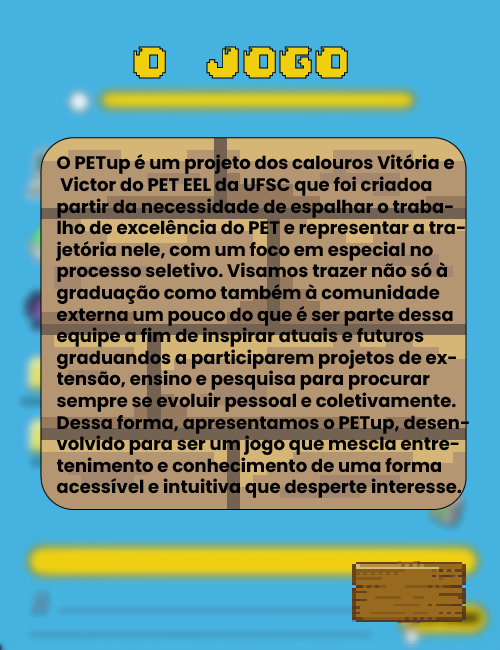 O JOGO
O PETup é um projeto dos calouros Vitória e
Victor do PET EEL da UFSC que foi criadoa
partir da necessidade de espalhar o traba-
lho de excelência do PET e representar a tra-
jetória nele, com um foco em especial no
processo seletivo. Visamos trazer não só à
graduação como também à comunidade
externa um pouco do que é ser parte dessa
equipe a fim de inspirar atuais e futuros
graduandos a participarem projetos de ex-
tensão, ensino e pesquisa para procurar
sempre se evoluir pessoal e coletivamente.
Dessa forma, apresentamos o PETup, desen-
volvido para ser um jogo que mescla entre-
tenimento e conhecimento de uma forma
acessível e intuitiva que desperte interesse.